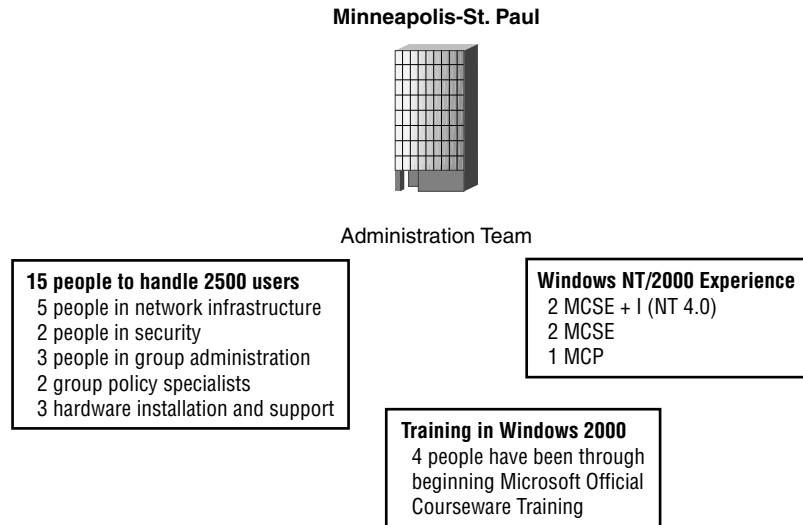 Minneapolis-St. Paul
Administration Team
15 people to handle 2500 users
5 people in network infrastructure
2 people in security
3 people in group administration
2 group policy specialists
3 hardware installation and support
Windows NT/2000 Experience
2 MCSE + I (NT 4.0)
2 MCSE
1 MCP
Training in Windows 2000
4 people have been through
beginning Microsoft Official
Courseware Training